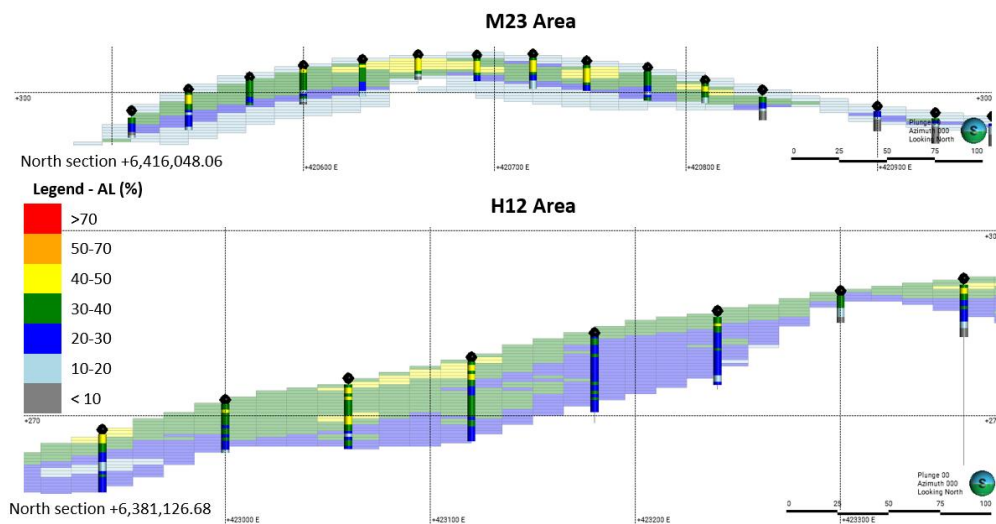 M23 Area
+300
+300
Plunge 00
Azimuth 000
Looking North
S
0 25 50 75 100
North section +6,416,048.06
+420600 E
+420700 E
+420800 E
+420900 E
Legend - AL (%)
>70
50-70
40-50
30-40
20-30
10-20
< 10
H12 Area
+270
Plunge 00
Azimuth 000
Looking North
S
0 25 50 75 100
North section +6,381,126.68
+423000 E
+423100 E
+423200 E
+423300 E